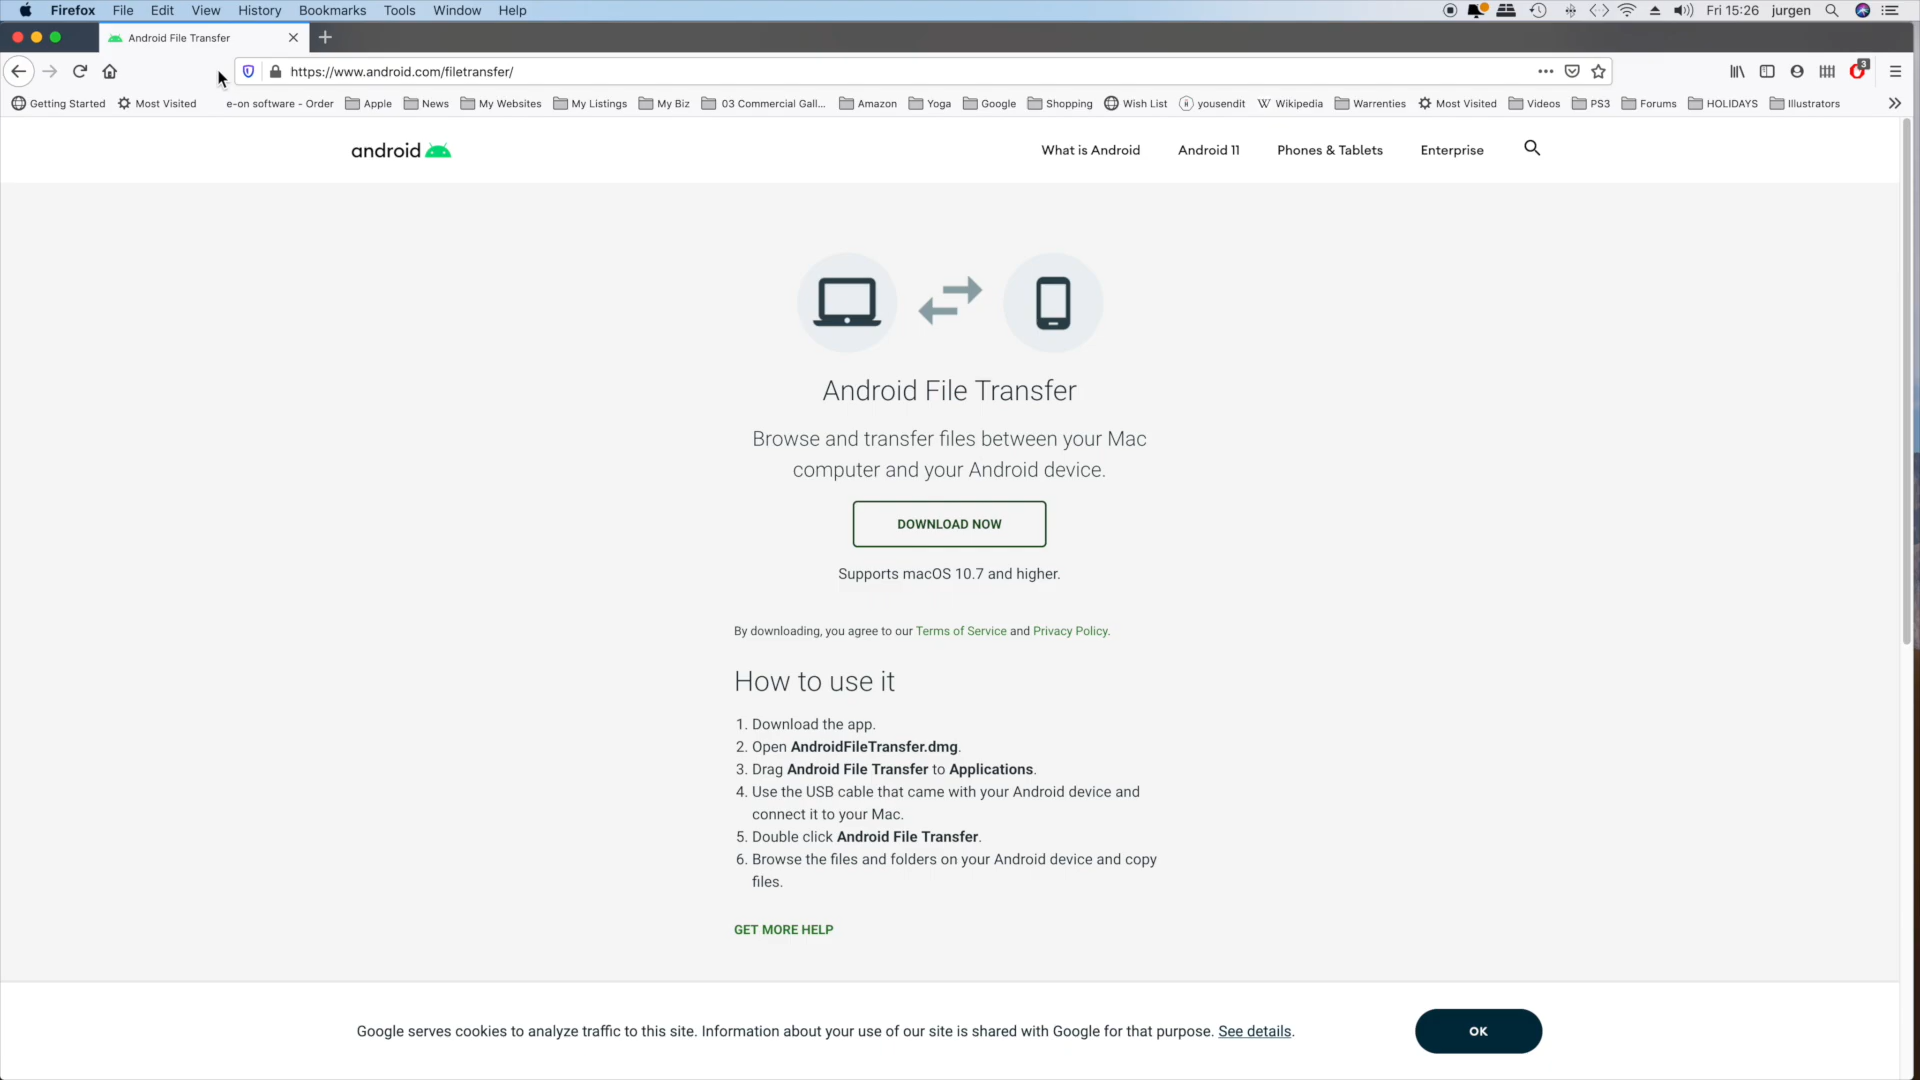 Firefox File Edit View History Bookmarks Tools Window Help Fri 15:26 jurgen
Android File Transfer
https://www.android.com/filetransfer/ 3
Getting Started Most Visited e-on software - Order Apple News My Websites My Listings My Biz 03 Commercial Gall... Amazon Yoga Google Shopping Wish List yousendit Wikipedia Warrenties Most Visited Videos PS3 Forums HOLIDAYS Illustrators
android What is Android Android 11 Phones & Tablets Enterprise
Android File Transfer
Browse and transfer files between your Mac
computer and your Android device.
DOWNLOAD NOW
Supports macOS 10.7 and higher.
By downloading, you agree to our Terms of Service and Privacy Policy.
How to use it
1. Download the app.
2. Open AndroidFileTransfer.dmg.
3. Drag Android File Transfer to Applications.
4. Use the USB cable that came with your Android device and
connect it to your Mac.
5. Double click Android File Transfer.
6. Browse the files and folders on your Android device and copy
files.
GET MORE HELP
Google serves cookies to analyze traffic to this site. Information about your use of our site is shared with Google for that purpose. See details. OK